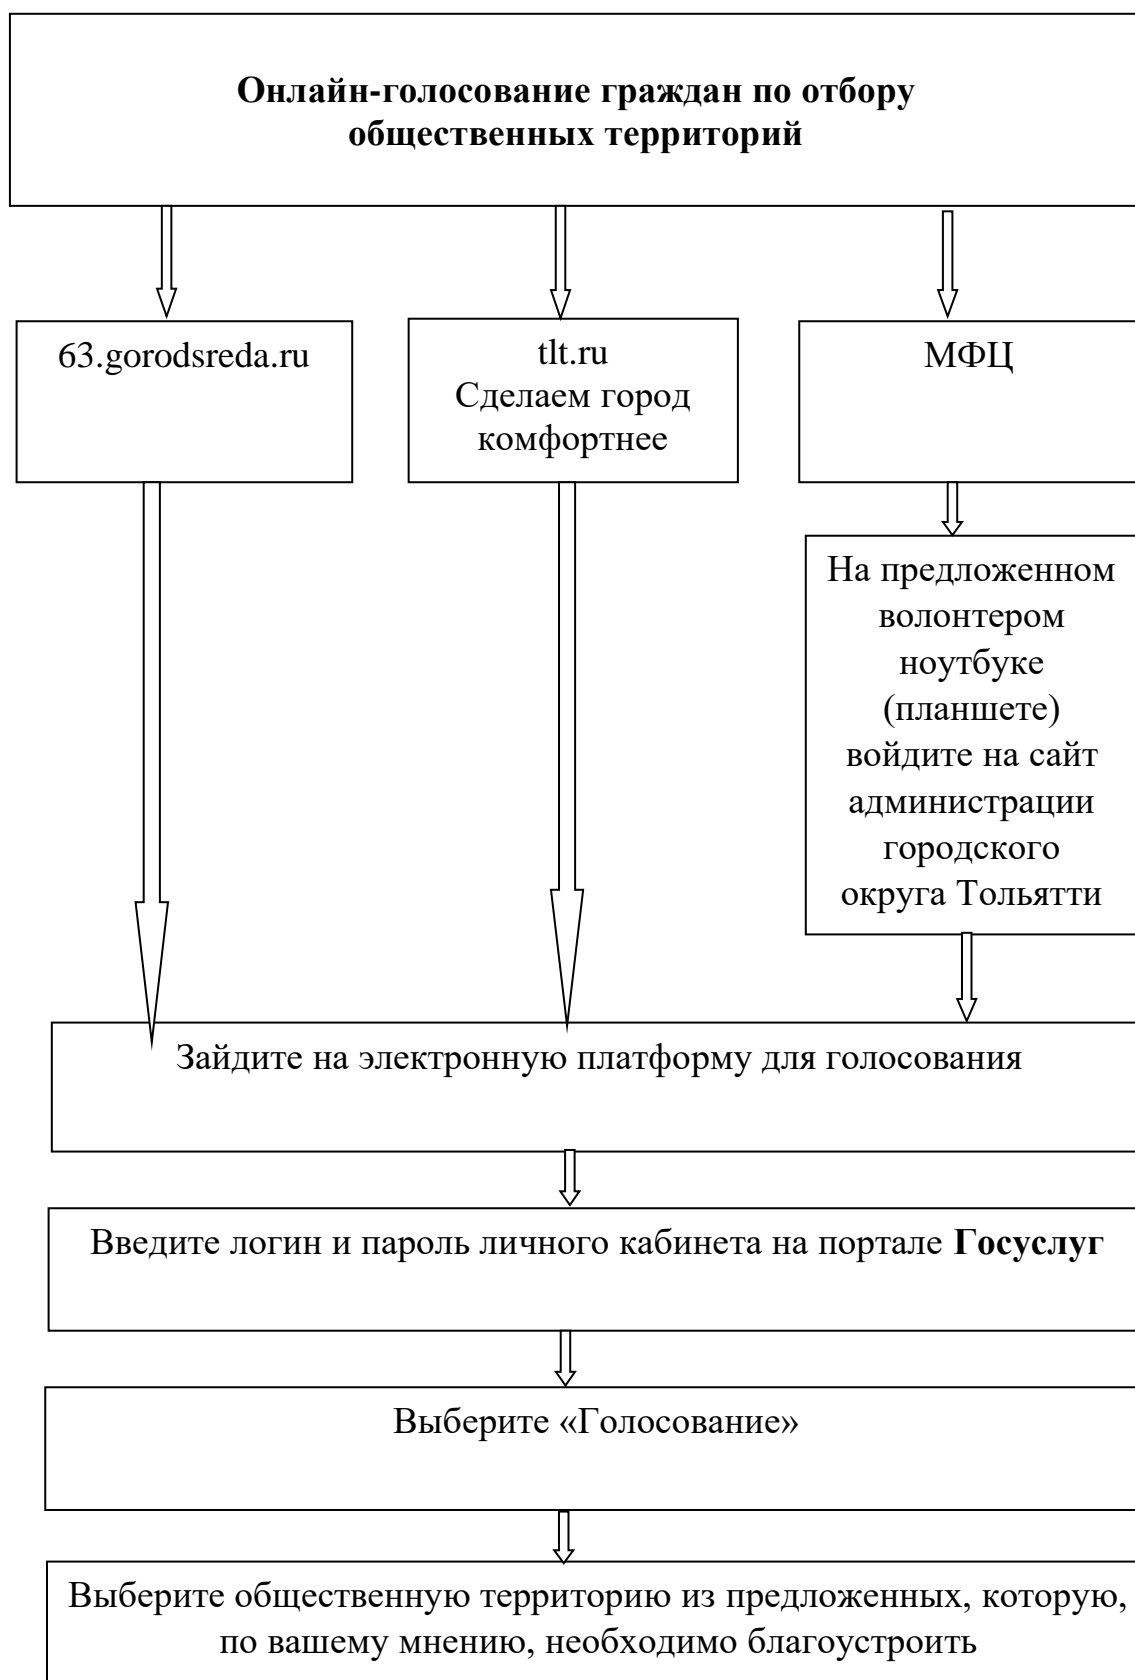 Онлайн-голосование граждан по отбору
общественных территорий
63.gorodsreda.ru
tlt.ru
Сделаем город
комфортнее
МФЦ
На предложенном
волонтером
ноутбуке
(планшете)
войдите на сайт
администрации
городского
округа Тольятти
Зайдите на электронную платформу для голосования
Введите логин и пароль личного кабинета на портале Госуслуг
Выберите «Голосование»
Выберите общественную территорию из предложенных, которую,
по вашему мнению, необходимо благоустроить